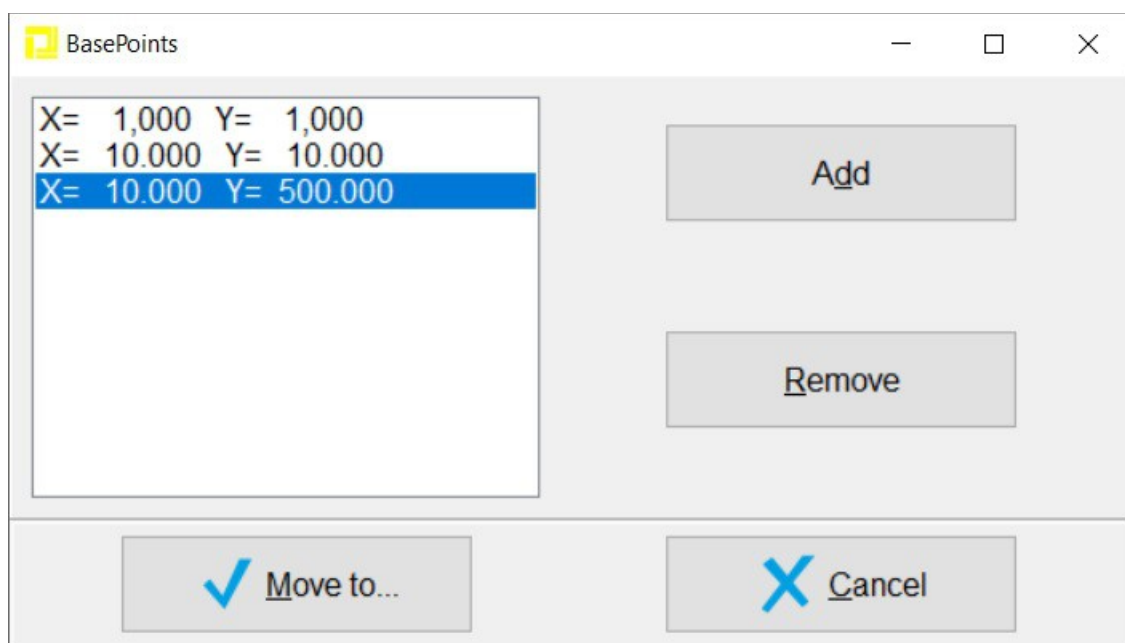 BasePoints
X= 1,000 Y= 1,000
X= 10.000 Y= 10.000
X= 10.000 Y= 500.000
Add
Remove
Move to...
Cancel